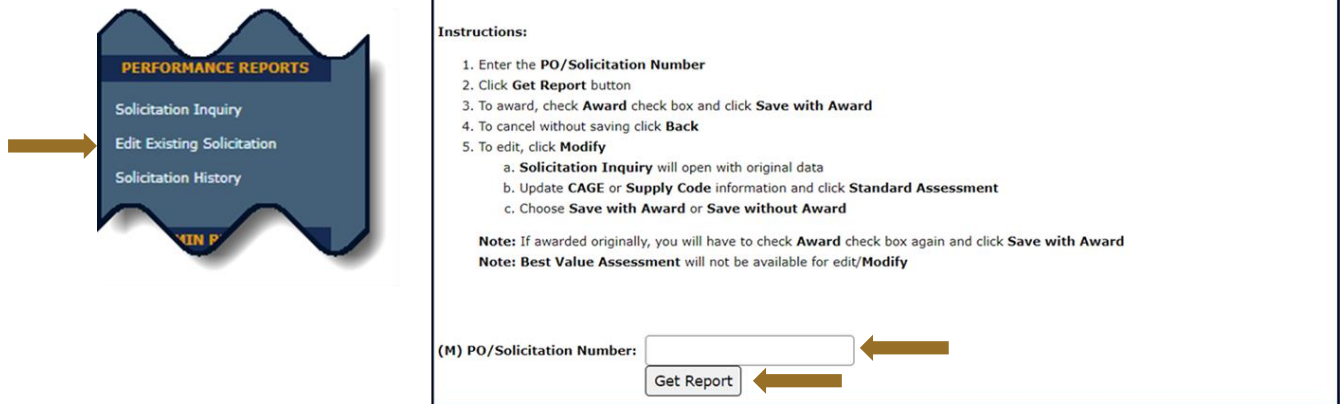 PERFORMANCE REPORTS
Solicitation Inquiry
Edit Existing Solicitation
Solicitation History
MIN P
Instructions:
1. Enter the PO/Solicitation Number
2. Click Get Report button
3. To award, check Award check box and click Save with Award
4. To cancel without saving click Back
5. To edit, click Modify
a. Solicitation Inquiry will open with original data
b. Update CAGE or Supply Code information and click Standard Assessment
c. Choose Save with Award or Save without Award
Note: If awarded originally, you will have to check Award check box again and click Save with Award
Note: Best Value Assessment will not be available for edit/Modify
(M) PO/Solicitation Number:
Get Report